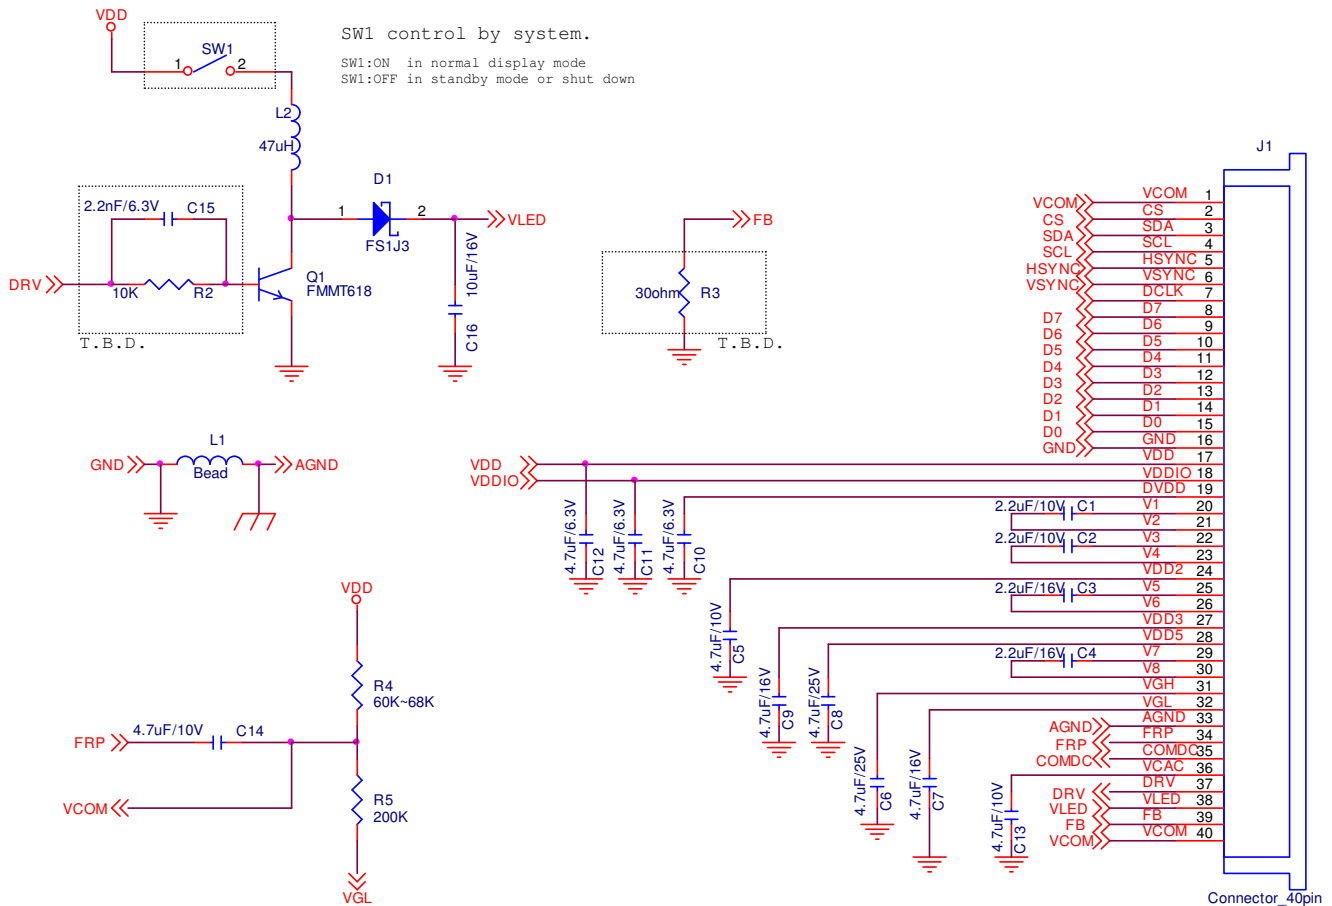 VDD
SW1 control by system.
SW1
1 2
SW1:ON in normal display mode
SW1:OFF in standby mode or shut down
L2
47uH
D1
1 2
VLED
FS1J3
2.2nF/6.3V C15
DRV
10K R2
Q1
FMMT618
T.B.D.
10uF/16V
C16
FB
30ohm R3
T.B.D.
L1
GND AGND
Bead
VDD
VDDIO
4.7uF/6.3V C12
4.7uF/6.3V C11
4.7uF/6.3V C10
4.7uF/10V C5
4.7uF/16V C9
4.7uF/25V C8
4.7uF/25V C6
4.7uF/16V C7
4.7uF/10V C13
VDD
R4
60K~68K
4.7uF/10V C14
FRP
VCOM
R5
200K
VGL
J1
VCOM VCOM 1
CS CS 2
SDA SDA 3
SCL SCL 4
HSYNC HSYNC 5
VSYNC VSYNC 6
DCLK 7
D7 D7 8
D6 D6 9
D5 D5 10
D4 D4 11
D3 D3 12
D2 D2 13
D1 D1 14
D0 D0 15
GND GND 16
VDD 17
VDDIO 18
DVDD 19
2.2uF/10V C1 V1 20
V2 21
2.2uF/10V C2 V3 22
V4 23
VDD2 24
2.2uF/16V C3 V5 25
V6 26
VDD3 27
VDD5 28
2.2uF/16V C4 V7 29
V8 30
VGH 31
VGL 32
AGND AGND 33
FRP FRP 34
COMDC COMDC 35
VCAC 36
DRV DRV 37
VLED VLED 38
FB FB 39
VCOM VCOM 40
Connector_40pin